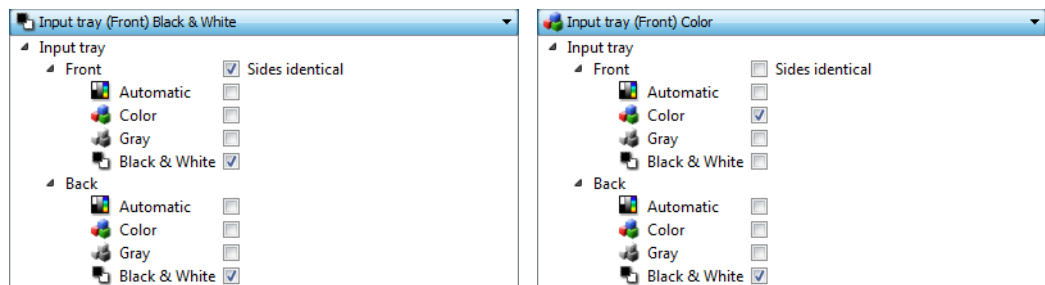 Input tray (Front) Black & White
Input tray
Front Sides identical
Automatic
Color
Gray
Black & White
Back
Automatic
Color
Gray
Black & White
Input tray (Front) Color
Input tray
Front Sides identical
Automatic
Color
Gray
Black & White
Back
Automatic
Color
Gray
Black & White